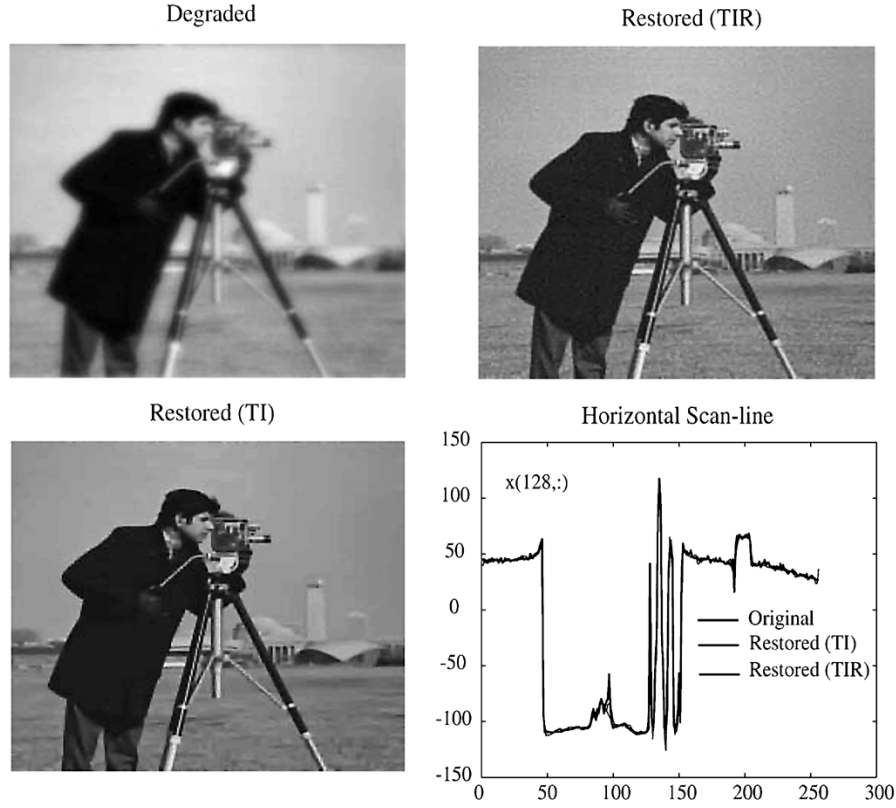 Degraded
Restored (TIR)
Restored (TI)
Horizontal Scan-line
150
100
50
0
-50
-100
-150
x(128,:)
Original
Restored (TI)
Restored (TIR)
0 50 100 150 200 250 300